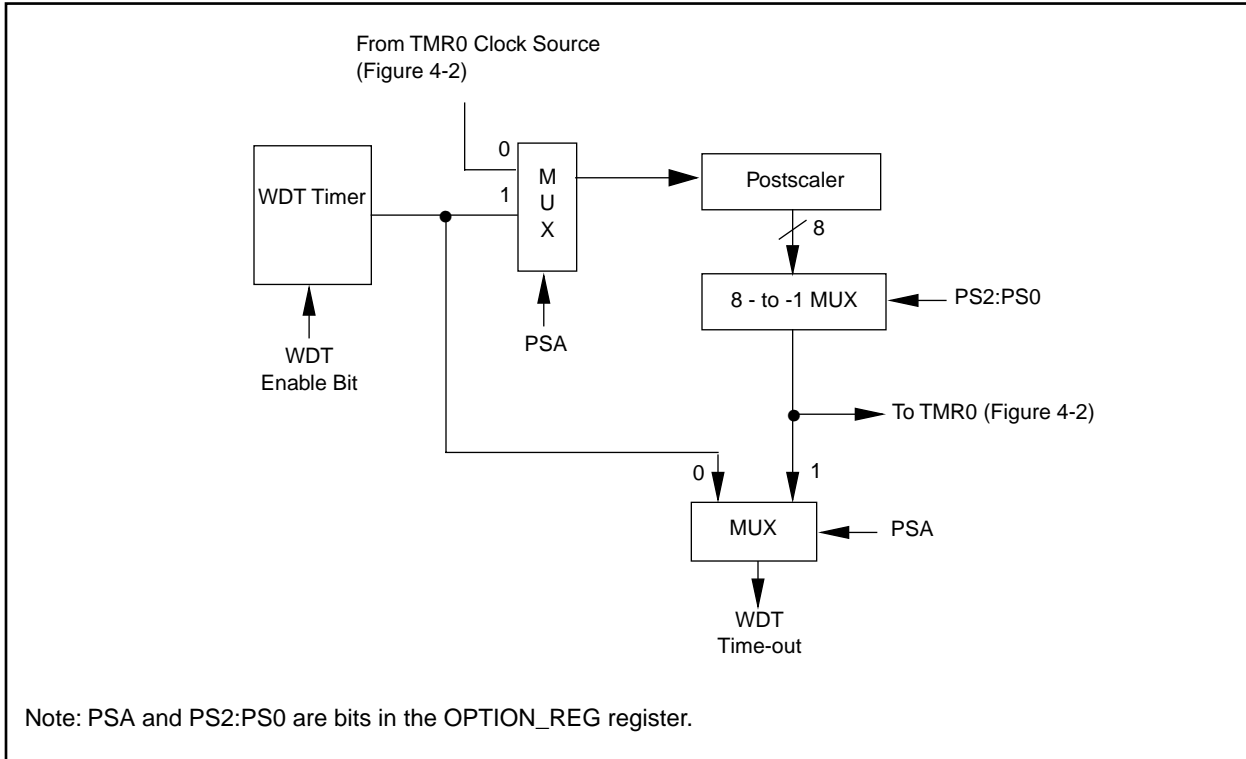 From TMR0 Clock Source
(Figure 4-2)
0
1
M
U
X
WDT Timer
Postscaler
8
8 - to -1 MUX
PS2:PS0
PSA
WDT
Enable Bit
To TMR0 (Figure 4-2)
0
1
MUX
PSA
WDT
Time-out
Note: PSA and PS2:PS0 are bits in the OPTION_REG register.